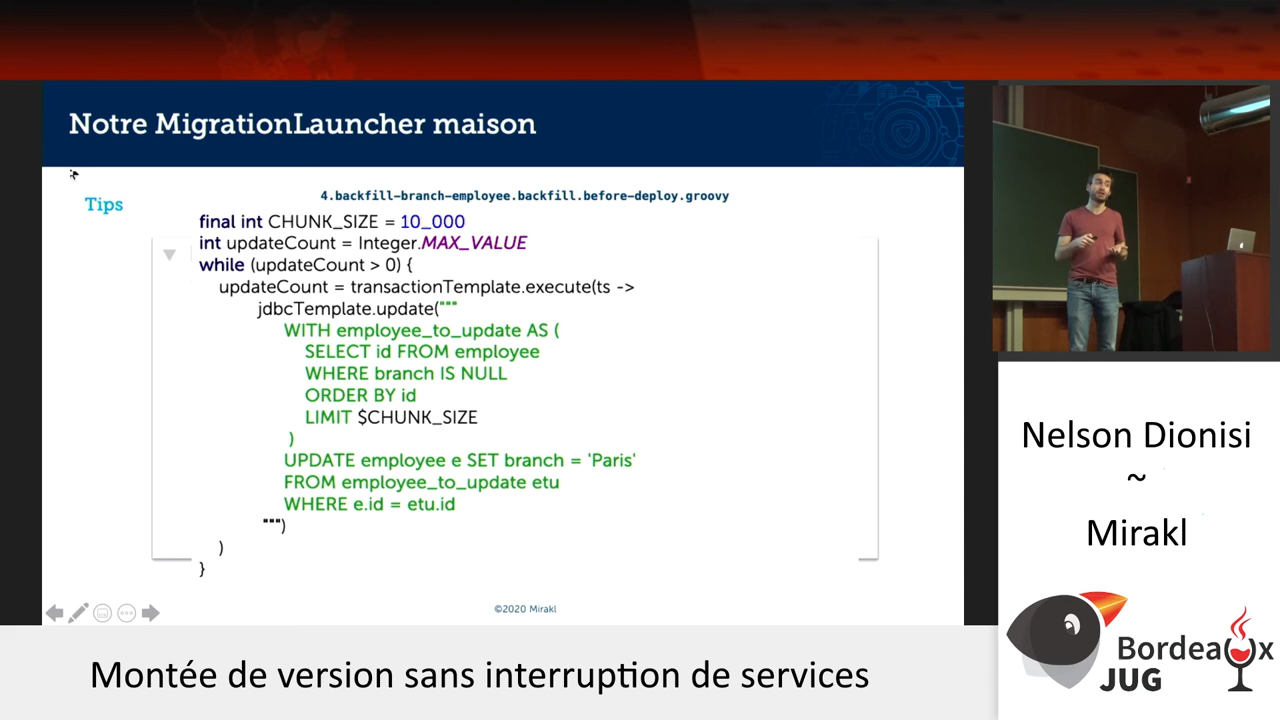 Notre MigrationLauncher maison
Tips
4.backfill-branch-employee.backfill.before-deploy.groovy
final int CHUNK_SIZE = 10_000
int updateCount = Integer.MAX_VALUE
while (updateCount > 0) {
updateCount = transactionTemplate.execute(ts ->
jdbcTemplate.update("""
WITH employee_to_update AS (
SELECT id FROM employee
WHERE branch IS NULL
ORDER BY id
LIMIT $CHUNK_SIZE
)
UPDATE employee e SET branch = 'Paris'
FROM employee_to_update etu
WHERE e.id = etu.id
""")
)
}
©2020 Mirakl
Nelson Dionisi
~
Mirakl
Bordeaux
JUG
Montée de version sans interruption de services